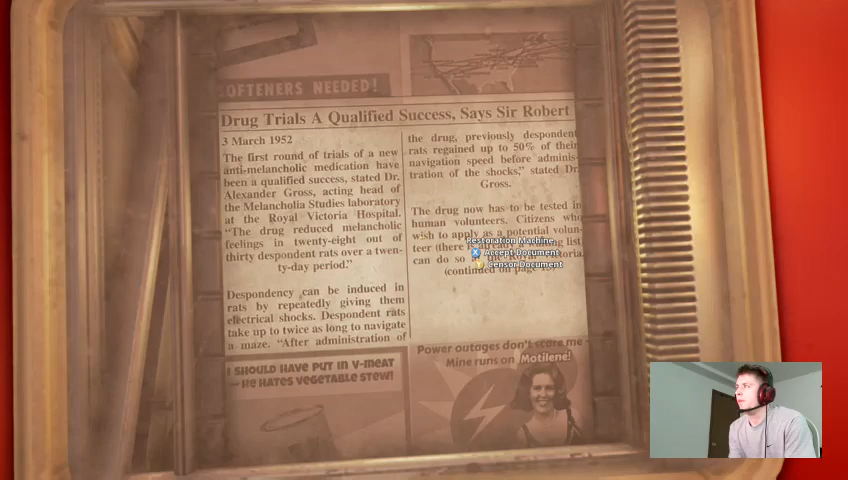 SOFTENERS NEEDED!
Drug Trials A Qualified Success, Says Sir Robert
3 March 1952
The first round of trials of a new
anti-melancholic medication have
been a qualified success, stated Dr.
Alexander Gross, acting head of
the Melancholia Studies laboratory
at the Royal Victoria Hospital.
"The drug reduced melancholic
feelings in twenty-eight out of
thirty despondent rats over a twen-
ty-day period."
Despondency can be induced in
rats by repeatedly giving them
electrical shocks. Despondent rats
take up to twice as long to navigate
a maze. "After administration of
the drug, previously despondent
rats regained up to 50% of their
navigation speed before adminis-
tration of the shocks," stated Dr.
Gross.
The drug now has to be tested in
human volunteers. Citizens who
wish to apply as a potential volun-
teer (there is list)
can do so
(continued on page
Restoration Machine
X Accept Document
Y Censor Document
I SHOULD HAVE PUT IN V-MEAT
— HE HATES VEGETABLE STEW!
Power outages don't scare me -
Mine runs on Motilene!